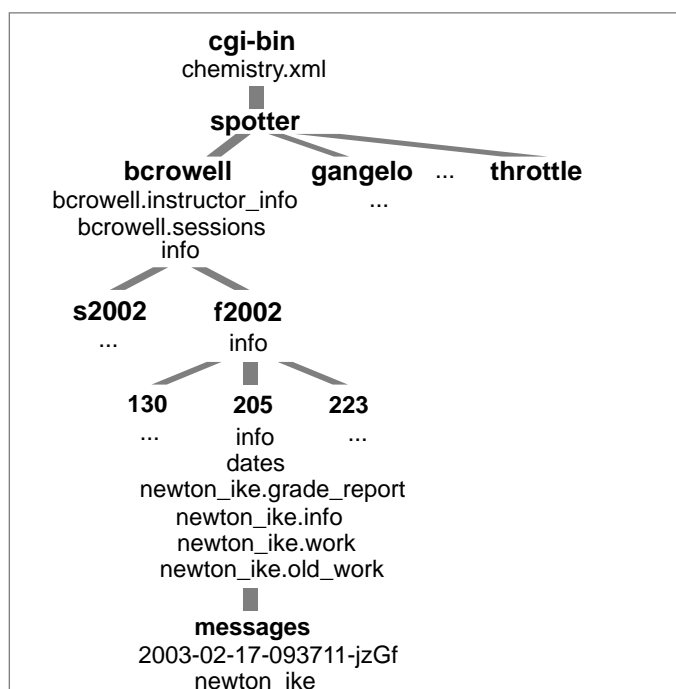 cgi-bin
chemistry.xml
spotter
bcrowell gangelo ... throttle
bcrowell.instructor_info ...
bcrowell.sessions
info
s2002 f2002
... info
130 205 223
... info ...
dates
newton_ike.grade_report
newton_ike.info
newton_ike.work
newton_ike.old_work
messages
2003-02-17-093711-jzGf
newton_ike